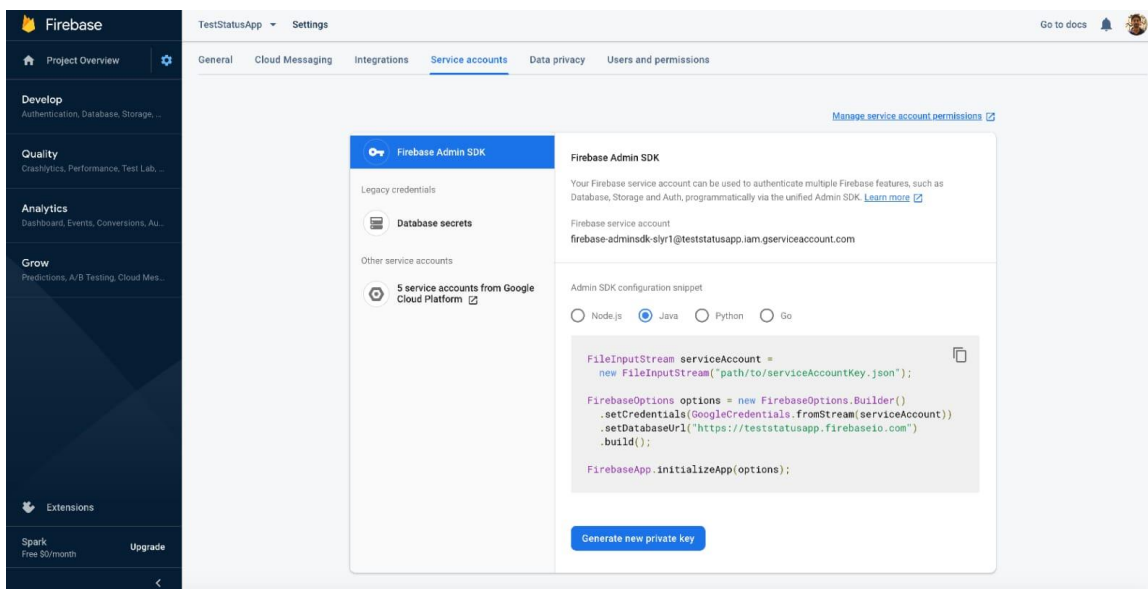 Firebase
TestStatusApp Settings
Go to docs
Project Overview
General Cloud Messaging Integrations Service accounts Data privacy Users and permissions
Develop
Authentication, Database, Storage, ...
Quality
Crashlytics, Performance, Test Lab, ...
Analytics
Dashboard, Events, Conversions, Au...
Grow
Predictions, A/B Testing, Cloud Mes...
Extensions
Spark
Free $0/month
Upgrade
Manage service account permissions
Firebase Admin SDK
Legacy credentials
Database secrets
Other service accounts
5 service accounts from Google
Cloud Platform
Firebase Admin SDK
Your Firebase service account can be used to authenticate multiple Firebase features, such as
Database, Storage and Auth, programmatically via the unified Admin SDK. Learn more
Firebase service account
firebase-adminsdk-slyr1@teststatusapp.iam.gserviceaccount.com
Admin SDK configuration snippet
Node.js Java Python Go
FileInputStream serviceAccount =
new FileInputStream("path/to/serviceAccountKey.json");
FirebaseOptions options = new FirebaseOptions.Builder()
.setCredentials(GoogleCredentials.fromStream(serviceAccount))
.setDatabaseUrl("https://teststatusapp.firebaseio.com")
.build();
FirebaseApp.initializeApp(options);
Generate new private key